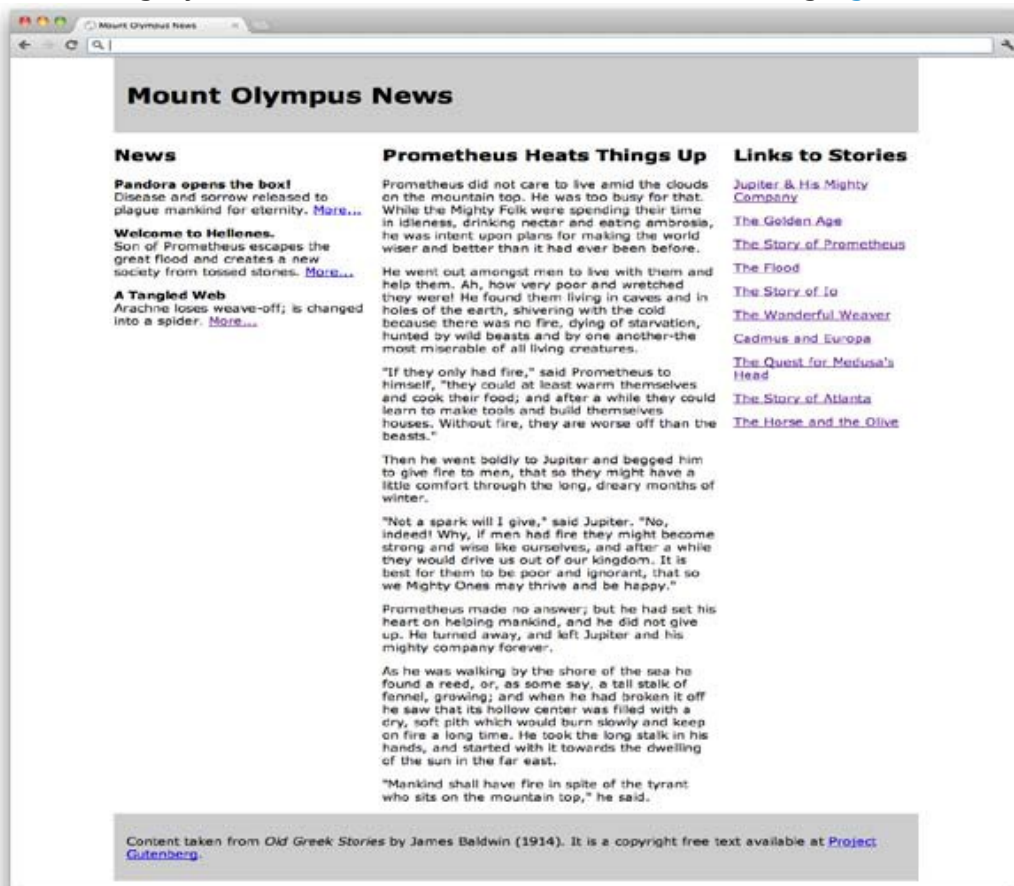 Mount Olympus News
Mount Olympus News
News
Pandora opens the box!
Disease and sorrow released to
plague mankind for eternity. More...
Welcome to Hellenes.
Son of Prometheus escapes the
great flood and creates a new
society from tossed stones. More...
A Tangled Web
Arachne loses weave-off; is changed
into a spider. More...
Prometheus Heats Things Up
Prometheus did not care to live amid the clouds
on the mountain top. He was too busy for that.
While the Mighty Folk were spending their time
in idleness, drinking nectar and eating ambrosia,
he was intent upon plans for making the world
wiser and better than it had ever been before.
He went out amongst men to live with them and
help them. Ah, how very poor and wretched
they were! He found them living in caves and in
holes of the earth, shivering with the cold
because there was no fire, dying of starvation,
hunted by wild beasts and by one another-the
most miserable of all living creatures.
"If they only had fire," said Prometheus to
himself, "they could at least warm themselves
and cook their food; and after a while they could
learn to make tools and build themselves
houses. Without fire, they are worse off than the
beasts."
Then he went boldly to Jupiter and begged him
to give fire to men, that so they might have a
little comfort through the long, dreary months of
winter.
"Not a spark will I give," said Jupiter. "No,
indeed! Why, if men had fire they might become
strong and wise like ourselves, and after a while
they would drive us out of our kingdom. It is
best for them to be poor and ignorant, that so
we Mighty Ones may thrive and be happy."
Prometheus made no answer; but he had set his
heart on helping mankind, and he did not give
up. He turned away, and left Jupiter and his
mighty company forever.
As he was walking by the shore of the sea he
found a reed, or, as some say, a tall stalk of
fennel, growing; and when he had broken it off
he saw that its hollow center was filled with a
dry, soft pith which would burn slowly and keep
on fire a long time. He took the long stalk in his
hands, and started with it towards the dwelling
of the sun in the far east.
"Mankind shall have fire in spite of the tyrant
who sits on the mountain top," he said.
Links to Stories
Jupiter & His Mighty
Company
The Golden Age
The Story of Prometheus
The Flood
The Story of Io
The Wonderful Weaver
Cadmus and Europa
The Quest for Medusa's
Head
The Story of Atlanta
The Horse and the Olive
Content taken from Old Greek Stories by James Baldwin (1914). It is a copyright free text available at Project
Gutenberg.